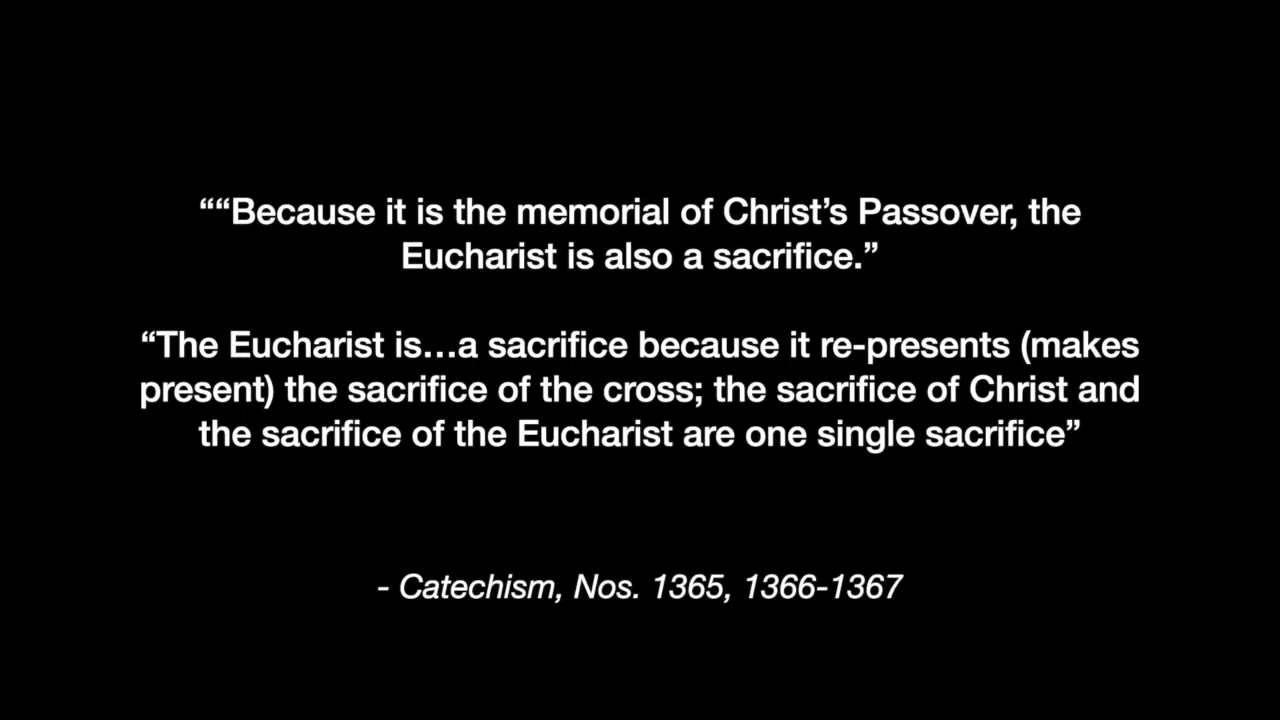 ““Because it is the memorial of Christ’s Passover, the
Eucharist is also a sacrifice.”
“The Eucharist is…a sacrifice because it re-presents (makes
present) the sacrifice of the cross; the sacrifice of Christ and
the sacrifice of the Eucharist are one single sacrifice”
- Catechism, Nos. 1365, 1366-1367